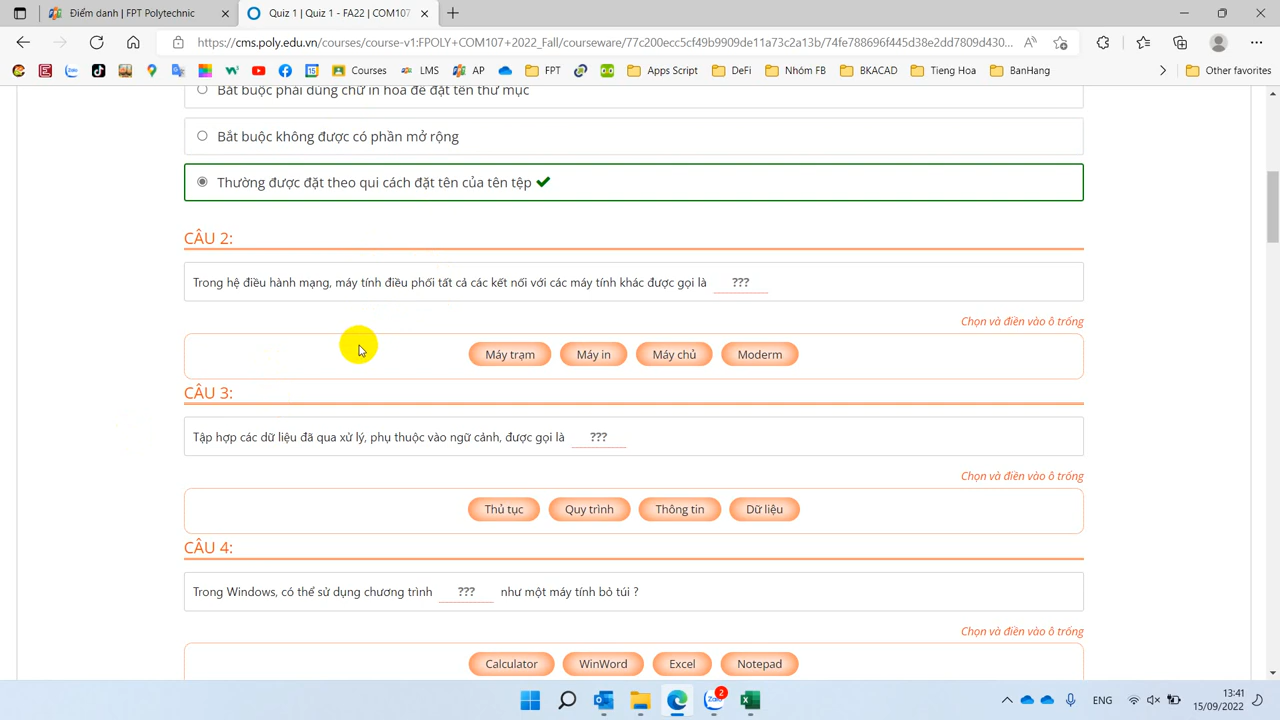 Điểm danh | FPT Polytechnic
Quiz 1 | Quiz 1 - FA22 | COM107
https://cms.poly.edu.vn/courses/course-v1:FPOLY+COM107+2022_Fall/courseware/77c200ecc5cf49b9909de11a73c2a13b/74fe788696f445d38e2dd7809d430...
Courses LMS AP FPT Apps Script DeFi Nhóm FB BKACAD Tieng Hoa BanHang Other favorites
Bắt buộc phải dùng chữ in hoa để đặt tên thư mục
Bắt buộc không được có phần mở rộng
Thường được đặt theo qui cách đặt tên của tên tệp
CÂU 2:
Trong hệ điều hành mạng, máy tính điều phối tất cả các kết nối với các máy tính khác được gọi là ???
Chọn và điền vào ô trống
Máy trạm Máy in Máy chủ Moderm
CÂU 3:
Tập hợp các dữ liệu đã qua xử lý, phụ thuộc vào ngữ cảnh, được gọi là ???
Chọn và điền vào ô trống
Thủ tục Quy trình Thông tin Dữ liệu
CÂU 4:
Trong Windows, có thể sử dụng chương trình ??? như một máy tính bỏ túi ?
Chọn và điền vào ô trống
Calculator WinWord Excel Notepad
2
ENG
13:41
15/09/2022